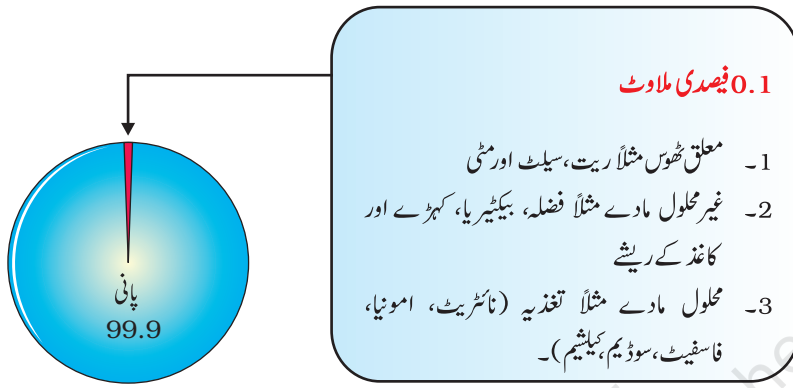 0.1 فیصدی ملاوٹ
1۔ معلق ٹھوس مثلاً ریت، سیلٹ اور مٹی
2۔ غیر محلول مادے مثلاً فضلہ، بیکٹیریا، کپڑے اور
کاغذ کے ریشے
3۔ محلول مادے مثلاً تغذیہ (نائٹریٹ، امونیا،
فاسفیٹ، سوڈیم، کیلشیم)۔
پانی
99.9